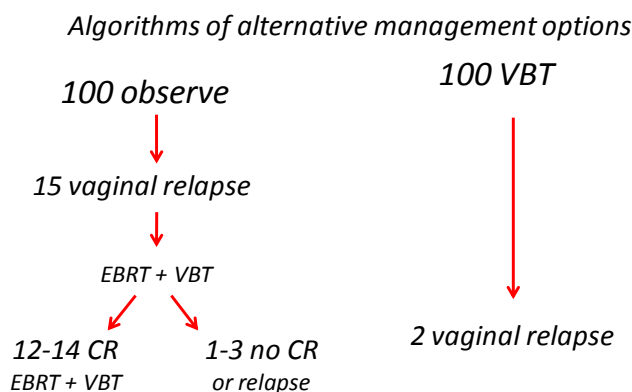 Algorithms of alternative management options
100 observe
100 VBT
15 vaginal relapse
EBRT + VBT
12-14 CR
EBRT + VBT
1-3 no CR
or relapse
2 vaginal relapse